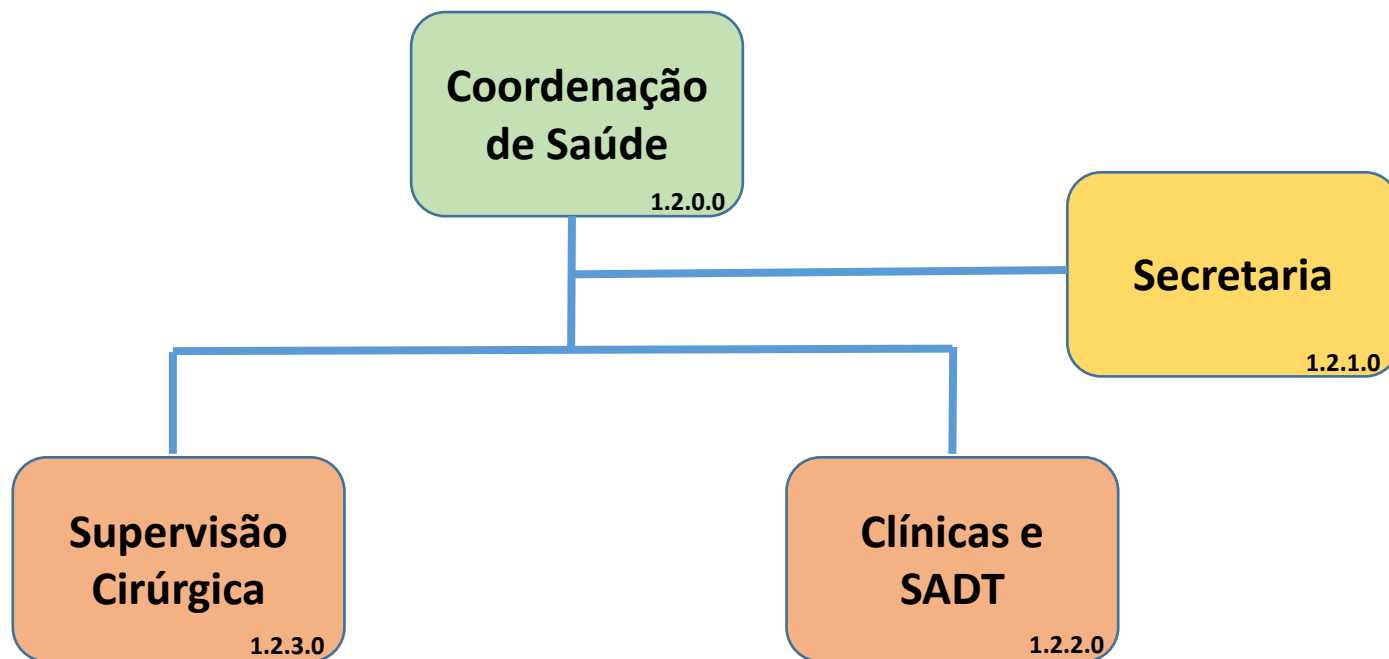 Coordenação
de Saúde
1.2.0.0
Secretaria
1.2.1.0
Supervisão
Cirúrgica
1.2.3.0
Clínicas e
SADT
1.2.2.0